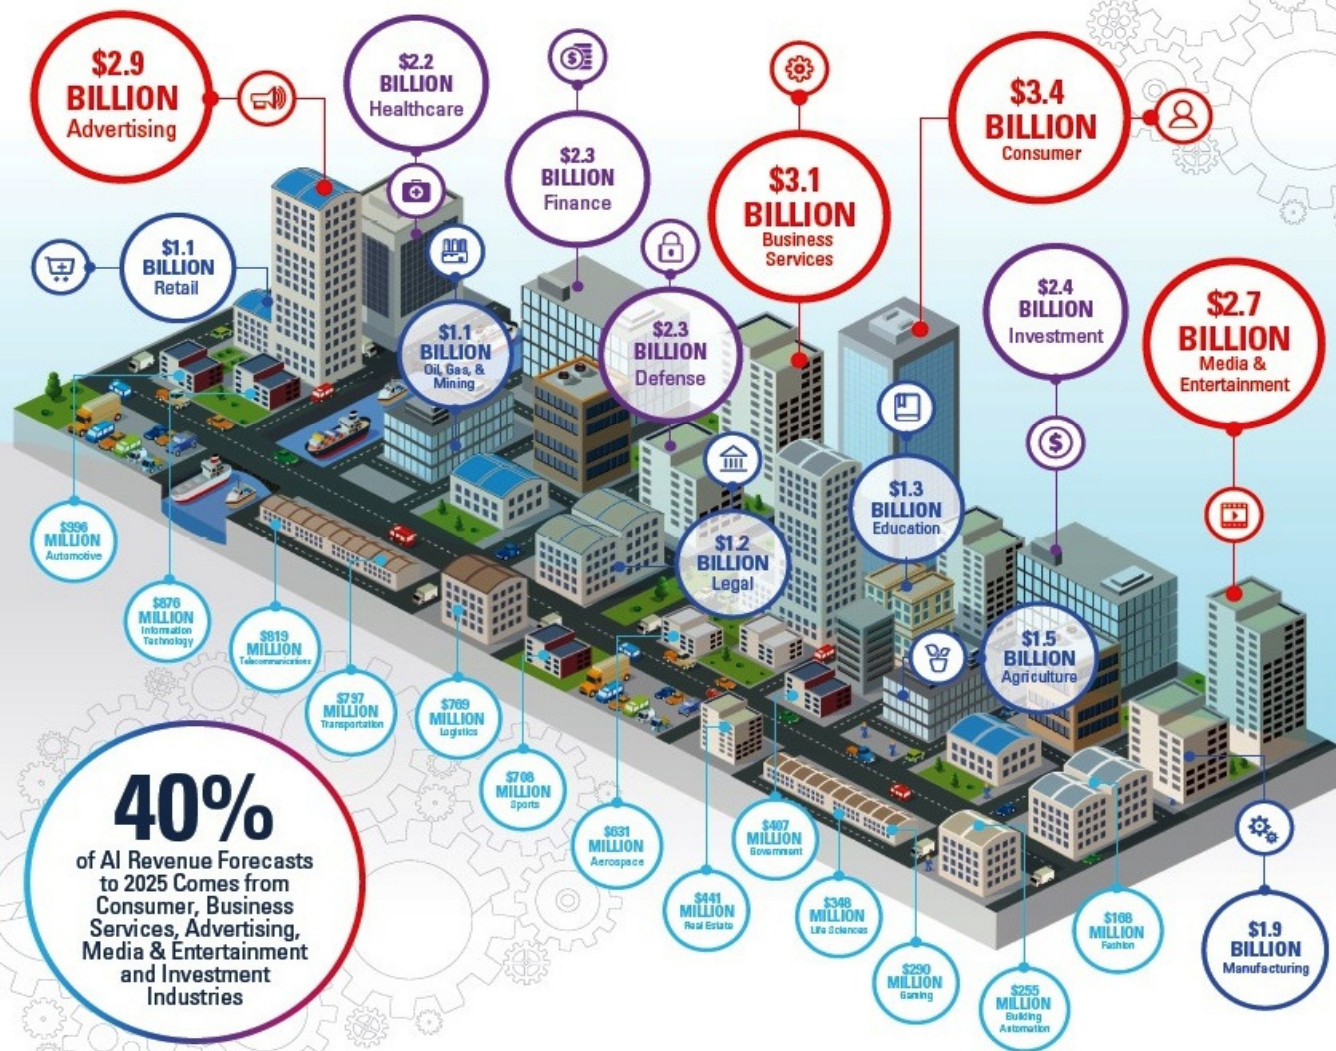 $2.9
BILLION
Advertising
$2.2
BILLION
Healthcare
$2.3
BILLION
Finance
$3.1
BILLION
Business
Services
$3.4
BILLION
Consumer
$1.1
BILLION
Retail
$1.1
BILLION
Oil, Gas, &
Mining
$2.3
BILLION
Defense
$2.4
BILLION
Investment
$2.7
BILLION
Media &
Entertainment
$1.3
BILLION
Education
$1.2
BILLION
Legal
$1.5
BILLION
Agriculture
$996
MILLION
Automotive
$876
MILLION
Information
Technology
$819
MILLION
Telecommunications
$797
MILLION
Transportation
$769
MILLION
Logistics
$708
MILLION
Sports
$631
MILLION
Aerospace
$441
MILLION
Real Estate
$407
MILLION
Government
$348
MILLION
Life Sciences
$290
MILLION
Gaming
$255
MILLION
Building
Automation
$168
MILLION
Fashion
$1.9
BILLION
Manufacturing
40%
of AI Revenue Forecasts
to 2025 Comes from
Consumer, Business
Services, Advertising,
Media & Entertainment
and Investment
Industries